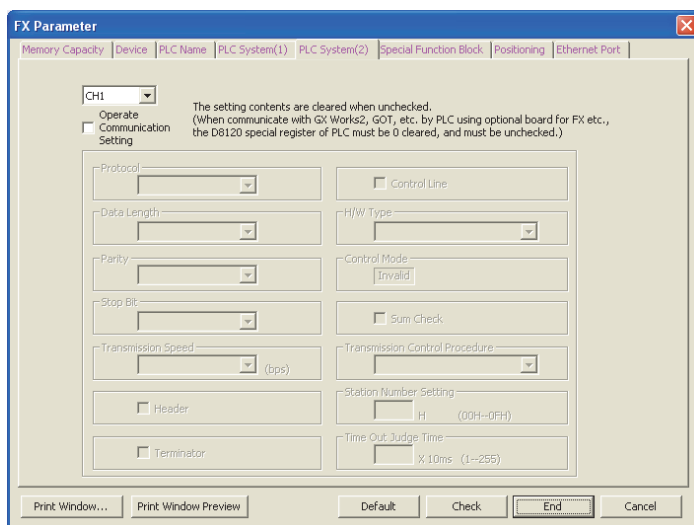 FX Parameter
Memory Capacity Device PLC Name PLC System(1) PLC System(2) Special Function Block Positioning Ethernet Port
CH1
Operate
Communication
Setting
The setting contents are cleared when unchecked.
(When communicate with GX Works2, GOT, etc. by PLC using optional board for FX etc.,
the D8120 special register of PLC must be 0 cleared, and must be unchecked.)
Protocol
Control Line
Data Length
H/W Type
Parity
Control Mode
Invalid
Stop Bit
Sum Check
Transmission Speed
(bps)
Transmission Control Procedure
Header
Station Number Setting
H (00H--0FH)
Terminator
Time Out Judge Time
X 10ms (1--255)
Print Window... Print Window Preview Default Check End Cancel